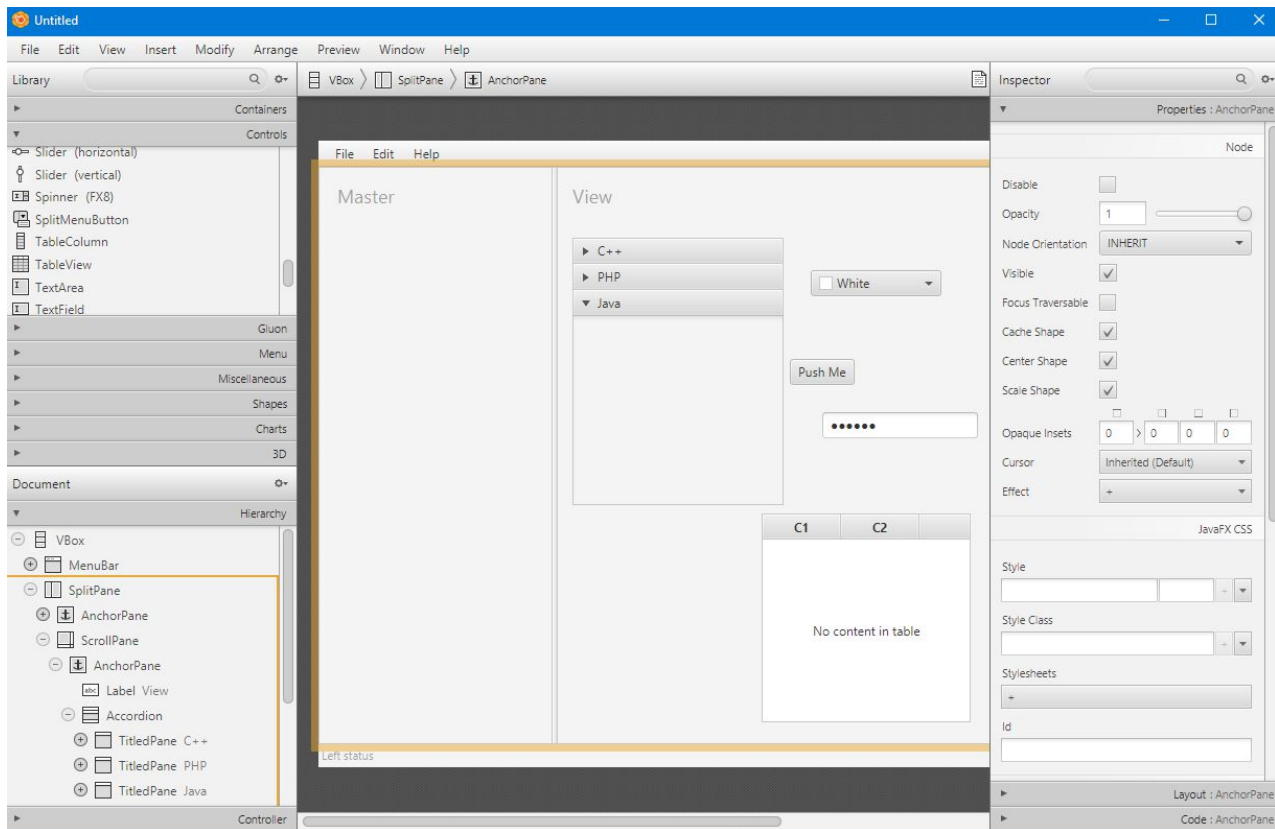 Untitled
File Edit View Insert Modify Arrange Preview Window Help
Library
VBox SplitPane AnchorPane
Inspector
Containers
Controls
Slider (horizontal)
Slider (vertical)
Spinner (FX8)
SplitMenuButton
TableColumn
TableView
TextArea
TextField
Gluon
Menu
Miscellaneous
Shapes
Charts
3D
Document
Hierarchy
VBox
MenuBar
SplitPane
AnchorPane
ScrollPane
AnchorPane
abc Label View
Accordion
TitledPane C++
TitledPane PHP
TitledPane Java
Controller
File Edit Help
Master
View
C++
PHP
Java
White
Push Me
••••••
C1 C2
No content in table
Left status
Properties : AnchorPane
Node
Disable
Opacity 1
Node Orientation INHERIT
Visible
Focus Traversable
Cache Shape
Center Shape
Scale Shape
Opaque Insets 0 > 0 0 0
Cursor Inherited (Default)
Effect +
JavaFX CSS
Style
+
Style Class
+
Stylesheets
+
Id
Layout : AnchorPane
Code : AnchorPane